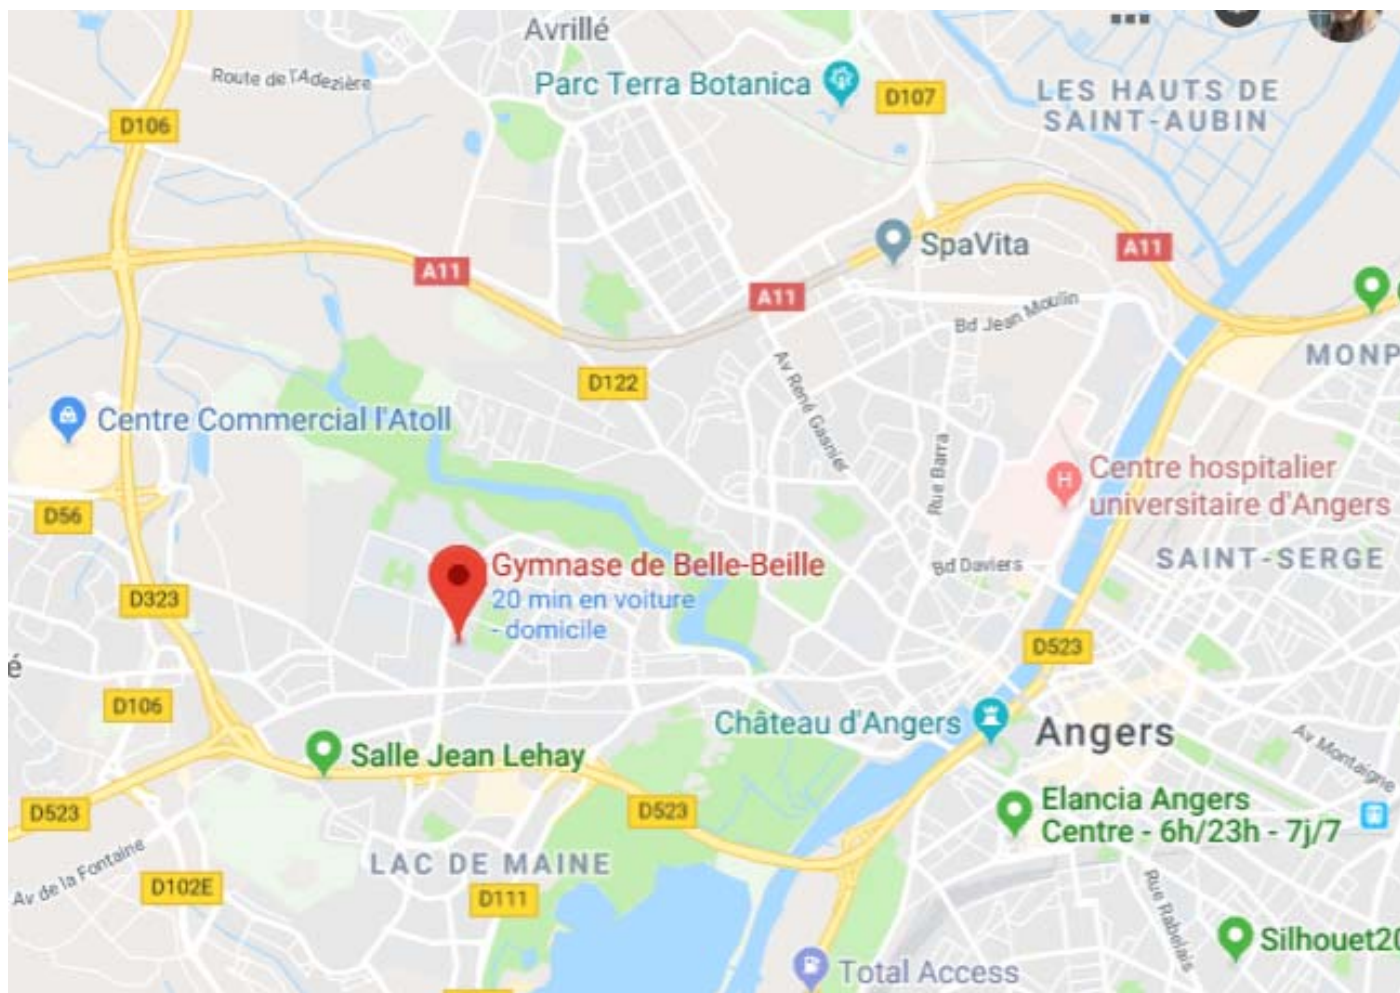 Avrillé
Route de l'Adezière
Parc Terra Botanica
D107
LES HAUTS DE
SAINT-AUBIN
D106
SpaVita
A11
A11
A11
Bd Jean Moulin
MONP
D122
Av René Gasnier
Centre Commercial l'Atoll
Rue Barra
Centre hospitalier
universitaire d'Angers
H
D56
SAINT-SERGE
Gymnase de Belle-Beille
20 min en voiture
- domicile
Bd Daviers
D323
D523
é
D106
Château d'Angers
Angers
Av Montaigne
Salle Jean Lehay
D523
D523
Elancia Angers
Centre - 6h/23h - 7j/7
LAC DE MAINE
Av de la Fontaine
D102E
D111
Rue Rabelais
Silhouet20
Total Access